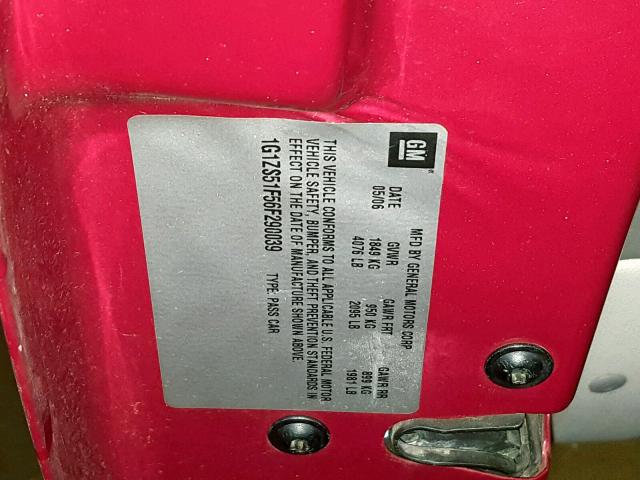 GM
MFD BY GENERAL MOTORS CORP
DATE GVWR GAWR FRT GAWR RR
05/06 1849 KG 950 KG 899 KG
4076 LB 2095 LB 1981 LB
THIS VEHICLE CONFORMS TO ALL APPLICABLE U.S. FEDERAL MOTOR
VEHICLE SAFETY, BUMPER, AND THEFT PREVENTION STANDARDS IN
EFFECT ON THE DATE OF MANUFACTURE SHOWN ABOVE.
1G1ZS51F56F290039 TYPE: PASS CAR